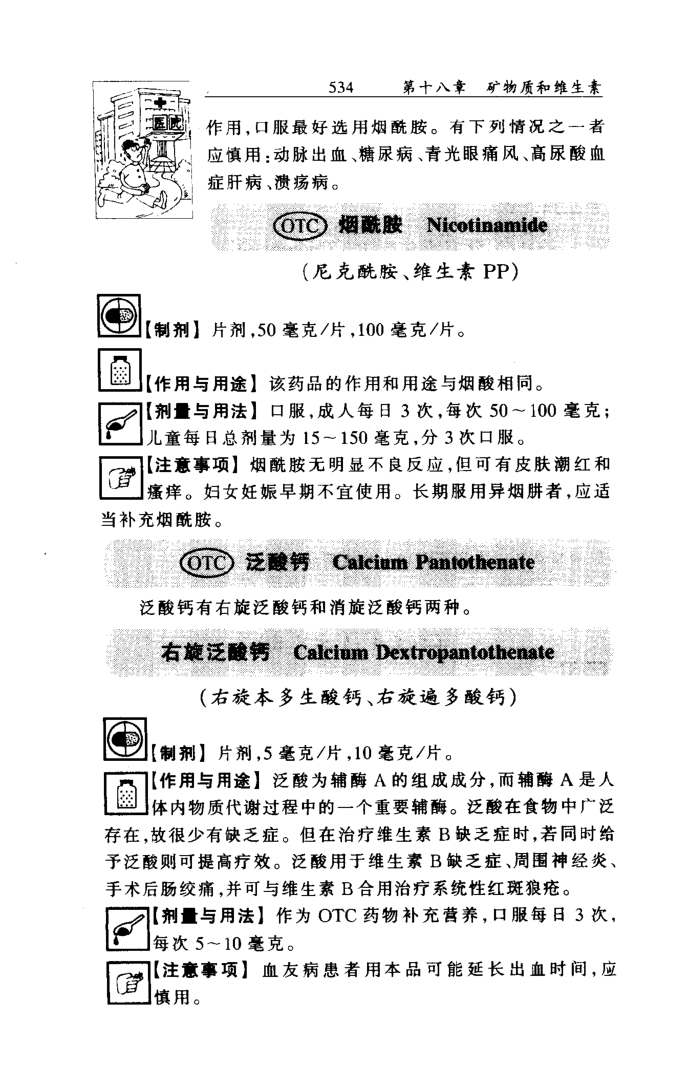 534 第十八章 矿物质和维生素
医院
作用,口服最好选用烟酰胺。有下列情况之一者
应慎用:动脉出血、糖尿病、青光眼痛风、高尿酸血
症肝病、溃疡病。
OTC 烟酰胺 Nicotinamide
(尼克酰胺、维生素 PP)
【制剂】片剂,50 毫克/片,100 毫克/片。
【作用与用途】该药品的作用和用途与烟酸相同。
【剂量与用法】口服,成人每日 3 次,每次 50~100 毫克;
儿童每日总剂量为 15~150 毫克,分 3 次口服。
【注意事项】烟酰胺无明显不良反应,但可有皮肤潮红和
瘙痒。妇女妊娠早期不宜使用。长期服用异烟肼者,应适
当补充烟酰胺。
OTC 泛酸钙 Calcium Pantothenate
泛酸钙有右旋泛酸钙和消旋泛酸钙两种。
右旋泛酸钙 Calcium Dextropantothenate
(右旋本多生酸钙、右旋遍多酸钙)
【制剂】片剂,5 毫克/片,10 毫克/片。
【作用与用途】泛酸为辅酶 A 的组成成分,而辅酶 A 是人
体内物质代谢过程中的一个重要辅酶。泛酸在食物中广泛
存在,故很少有缺乏症。但在治疗维生素 B 缺乏症时,若同时给
予泛酸则可提高疗效。泛酸用于维生素 B 缺乏症、周围神经炎、
手术后肠绞痛,并可与维生素 B 合用治疗系统性红斑狼疮。
【剂量与用法】作为 OTC 药物补充营养,口服每日 3 次,
每次 5~10 毫克。
【注意事项】血友病患者用本品可能延长出血时间,应
慎用。